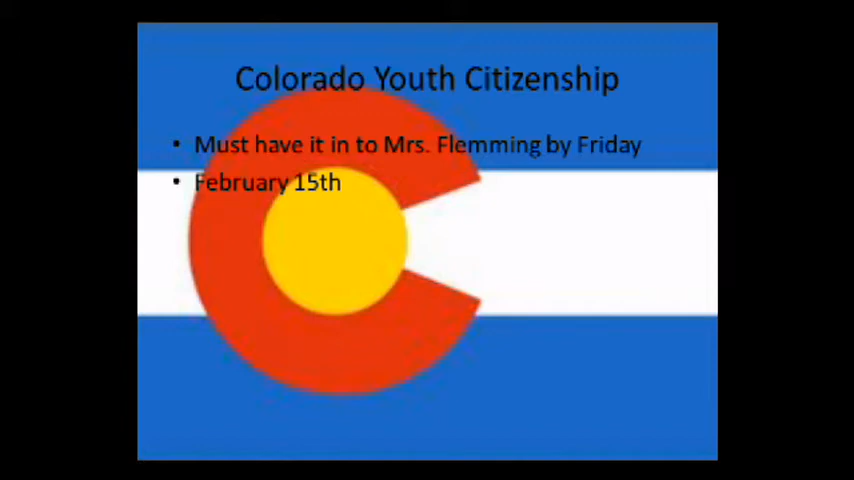 Colorado Youth Citizenship
• Must have it in to Mrs. Flemming by Friday
• February 15th